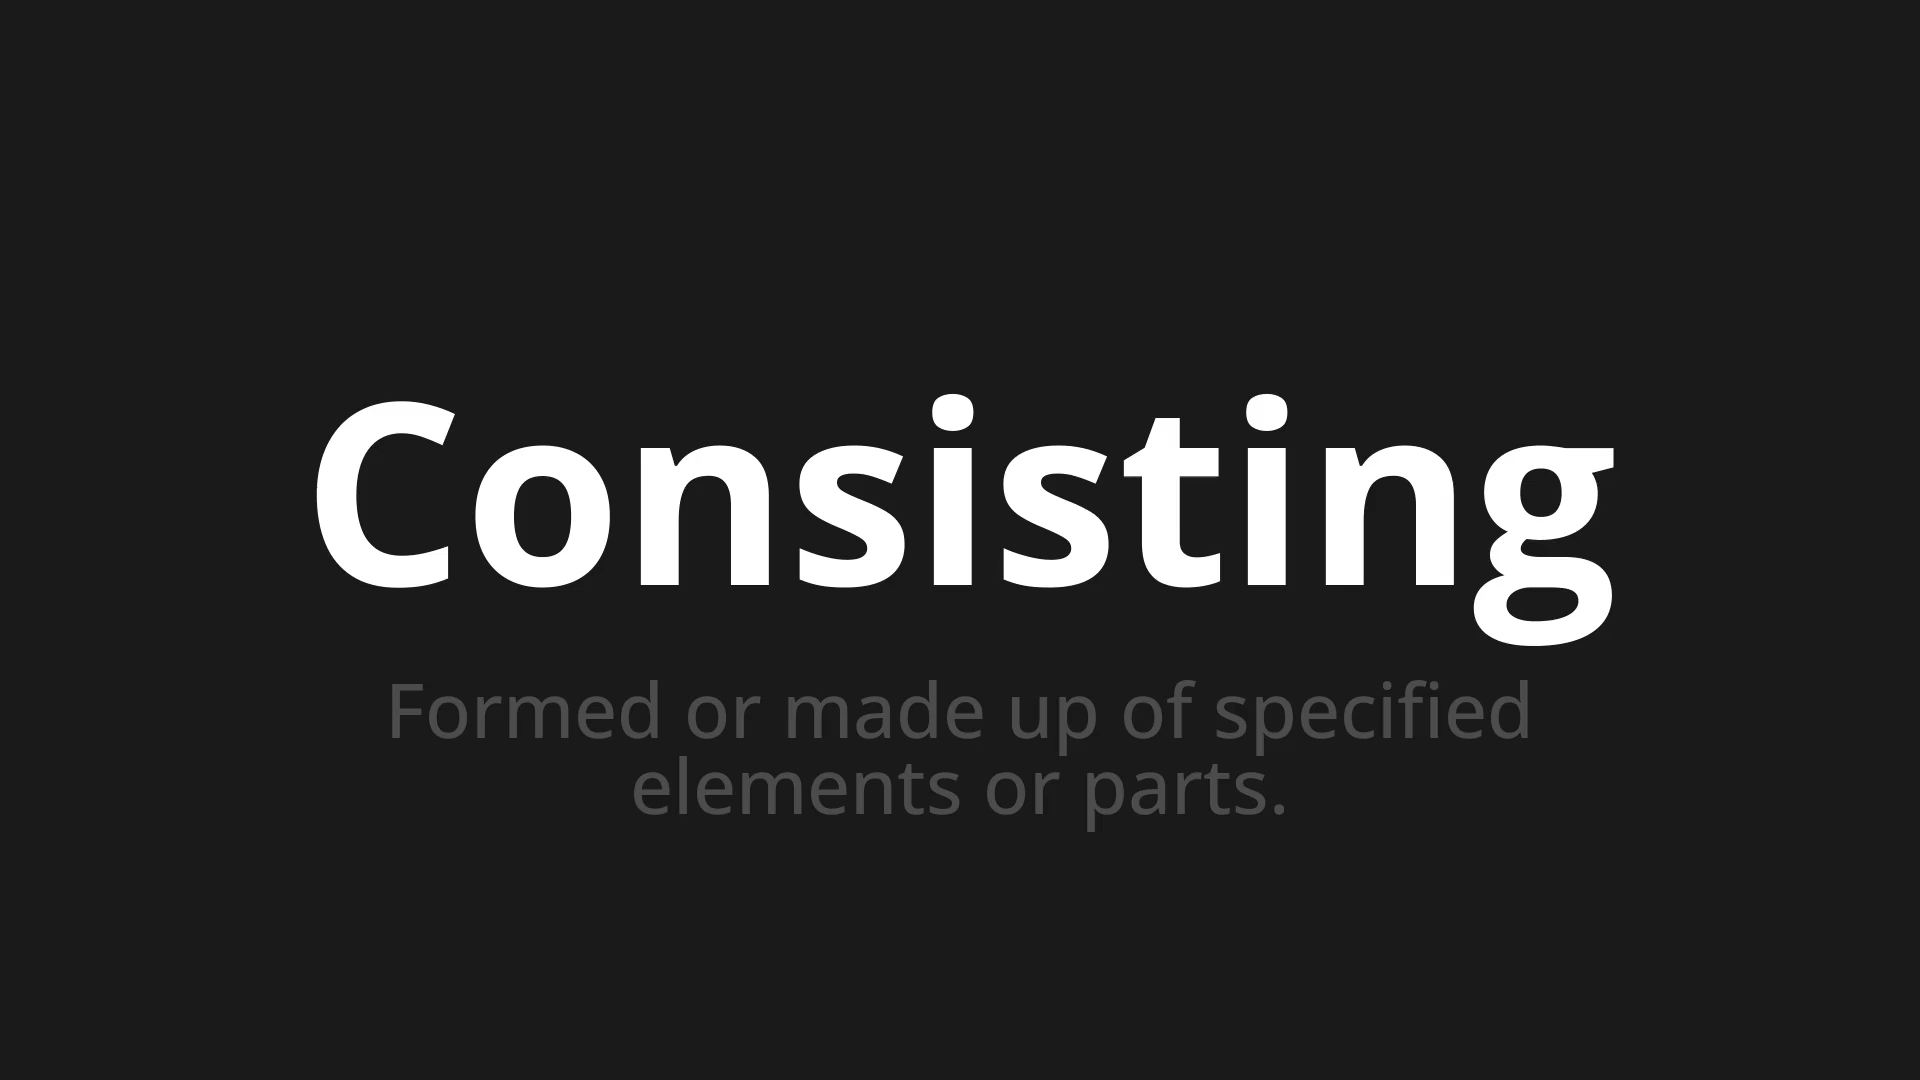 Consisting
Formed or made up of specified
elements or parts.